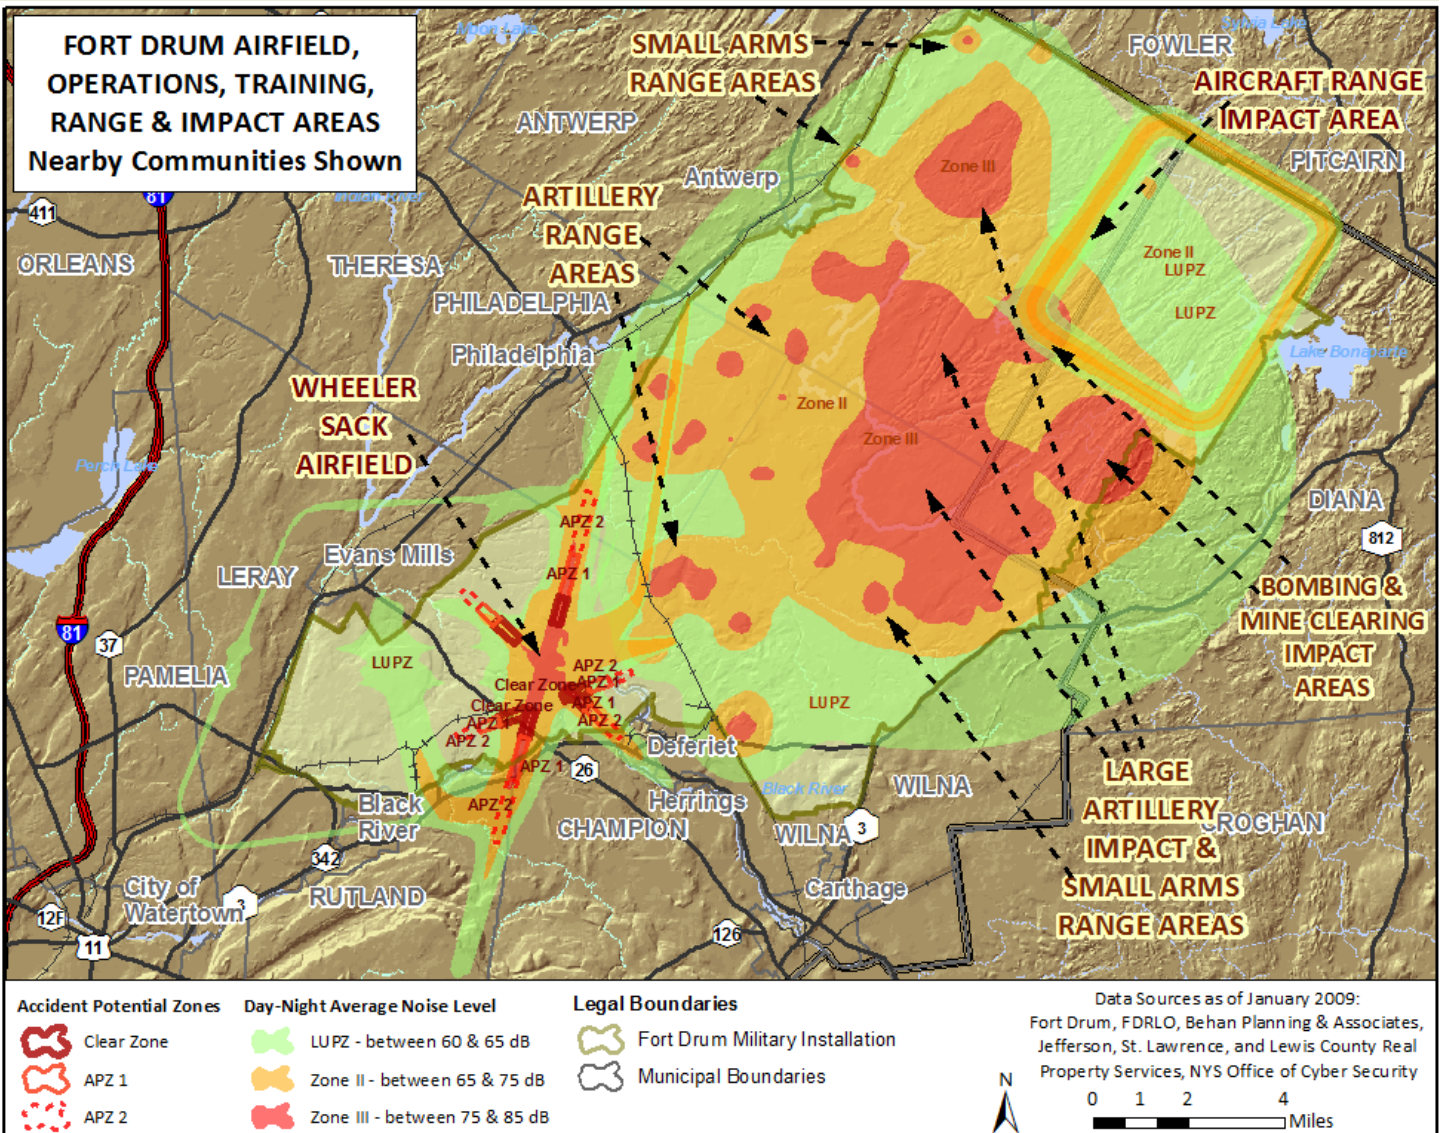 FORT DRUM AIRFIELD,
OPERATIONS, TRAINING,
RANGE & IMPACT AREAS
Nearby Communities Shown
Moon Lake
Sylvia Lake
SMALL ARMS
RANGE AREAS
FOWLER
AIRCRAFT RANGE
IMPACT AREA
ANTWERP
PITCAIRN
Zone III
Antwerp
81
Indian River
ARTILLERY
RANGE
AREAS
411
ORLEANS
THERESA
PHILADELPHIA
Zone II
LUPZ
LUPZ
Philadelphia
Lake Bonaparte
WHEELER
SACK
AIRFIELD
Zone II
Zone III
Perch Lake
DIANA
812
APZ 2
Evans Mills
LERAY
APZ 1
BOMBING &
MINE CLEARING
IMPACT
AREAS
81
37
PAMELIA
LUPZ
APZ 2
APZ 1
Clear Zone
Clear Zone
APZ 1
APZ 1
APZ 2
APZ 2
LUPZ
Deferiet
APZ 1
26
Black River
LARGE
ARTILLERY
IMPACT &
SMALL ARMS
RANGE AREAS
WILNA
CROGHAN
Black
River
APZ 2
Herrings
CHAMPION
WILNA
3
342
City of
Watertown
3
RUTLAND
Carthage
12F
11
126
Accident Potential Zones
Clear Zone
APZ 1
APZ 2
Day-Night Average Noise Level
LUPZ - between 60 & 65 dB
Zone II - between 65 & 75 dB
Zone III - between 75 & 85 dB
Legal Boundaries
Fort Drum Military Installation
Municipal Boundaries
Data Sources as of January 2009:
Fort Drum, FDRLO, Behan Planning & Associates,
Jefferson, St. Lawrence, and Lewis County Real
Property Services, NYS Office of Cyber Security
N
0 1 2 4
Miles